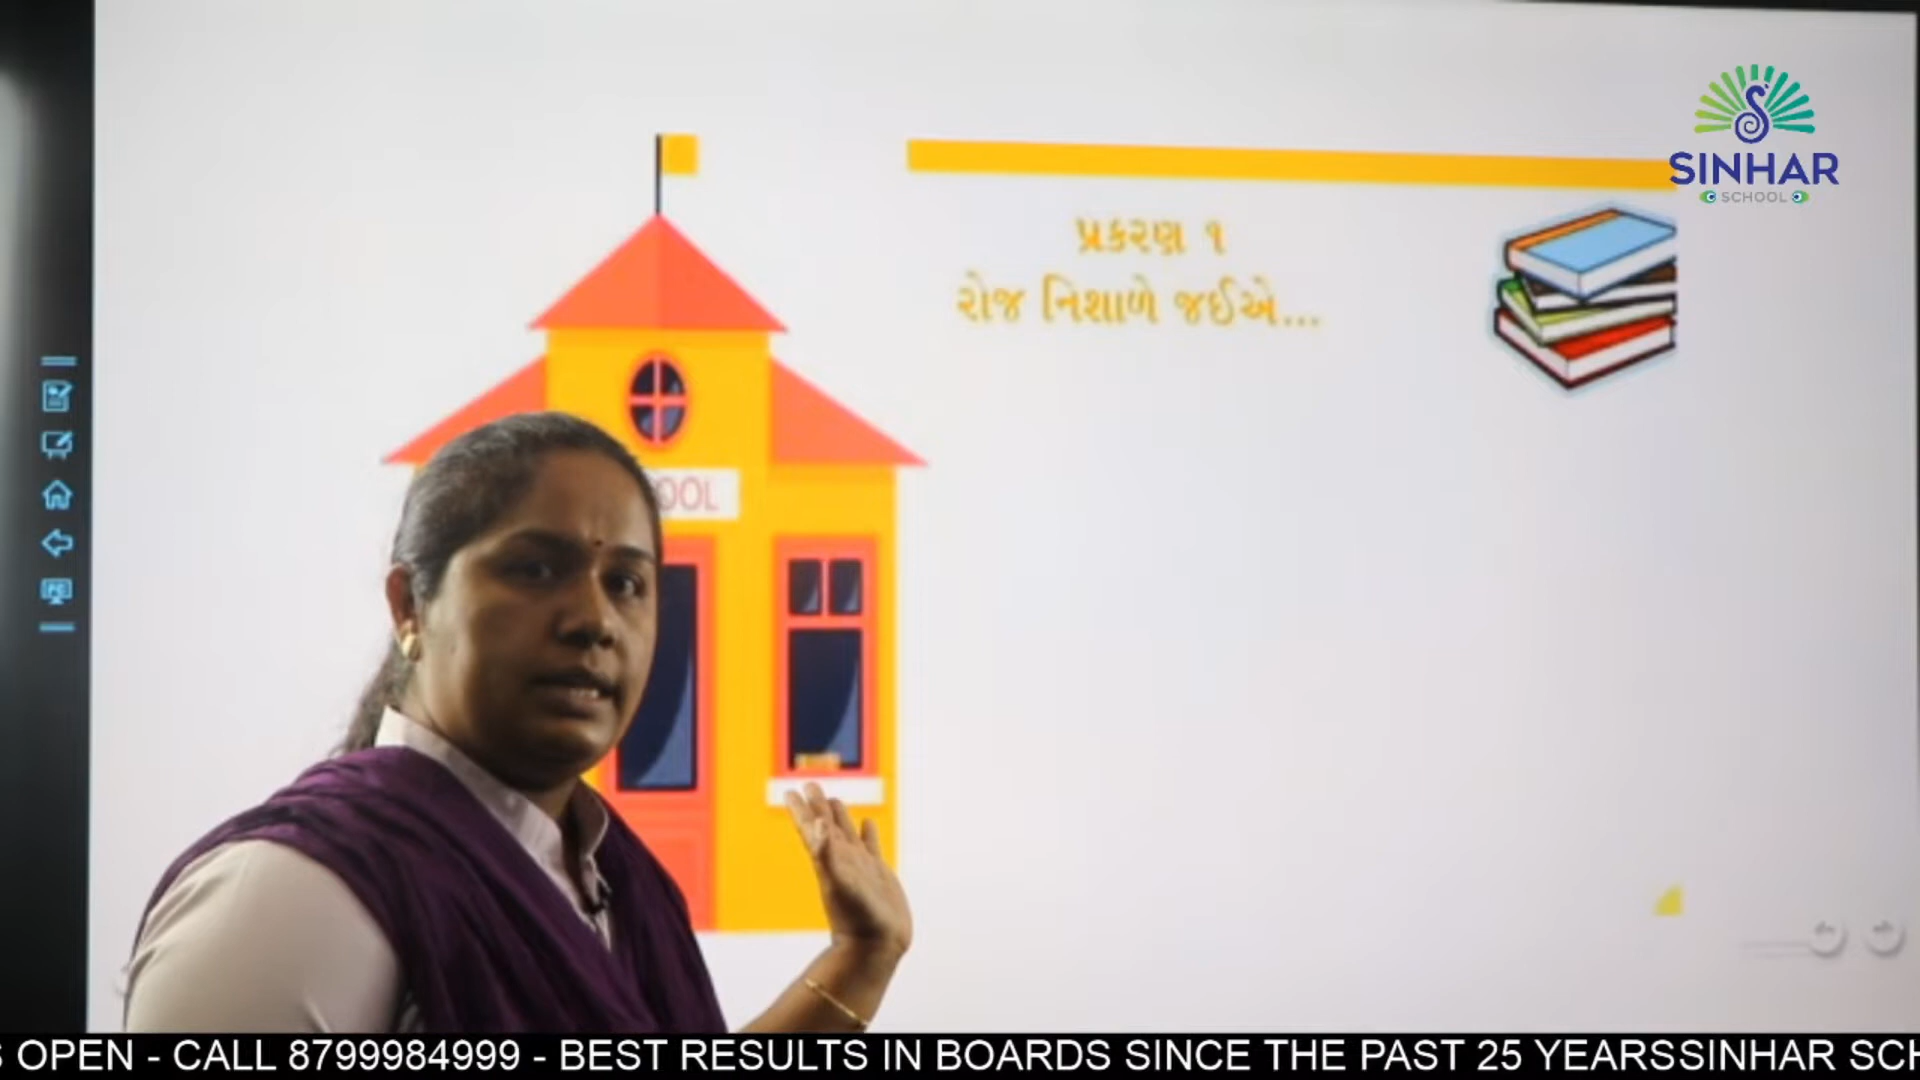 SINHAR
SCHOOL
પ્રકરણ ૧
રોજ નિશાળે જઈએ...
OOL
OPEN - CALL 8799984999 - BEST RESULTS IN BOARDS SINCE THE PAST 25 YEARSSINHAR SCH